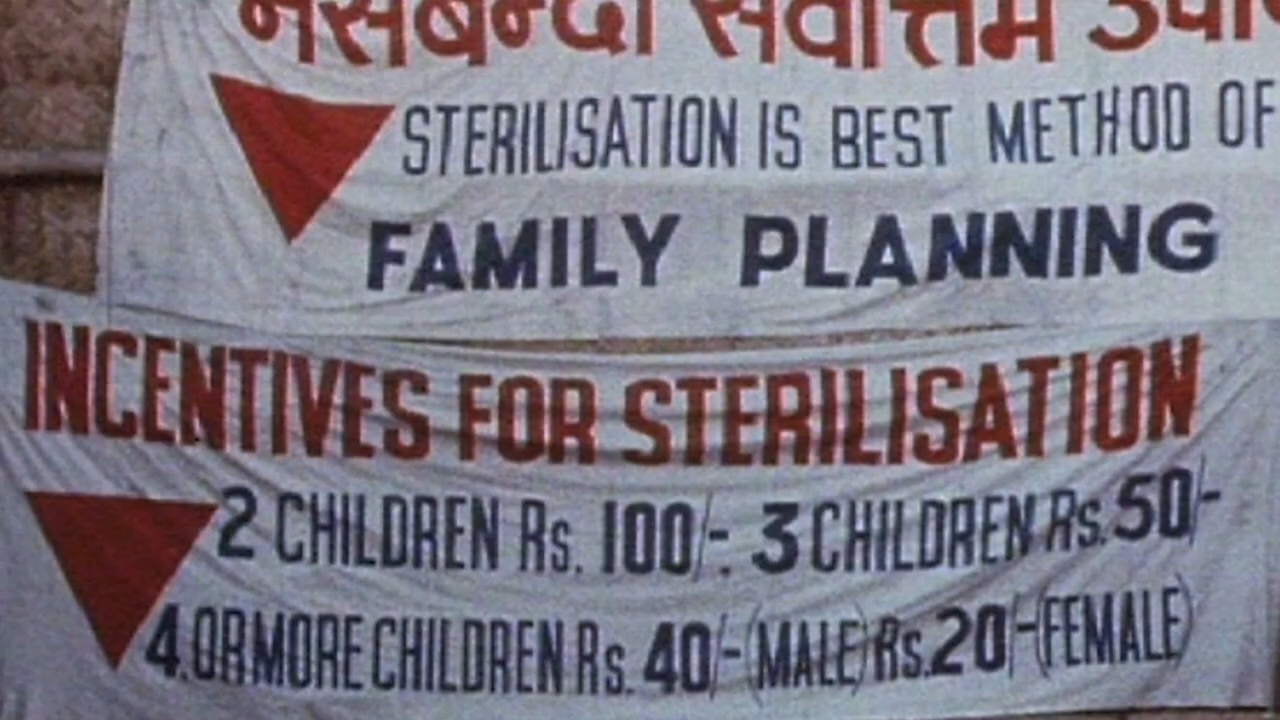 नसबन्दी सर्वोत्तम
STERILISATION IS BEST METHOD OF
FAMILY PLANNING
INCENTIVES FOR STERILISATION
2 CHILDREN Rs. 100/-. 3 CHILDREN Rs.50/-
4.OR MORE CHILDREN Rs. 40/-(MALE) Rs.20/-(FEMALE)